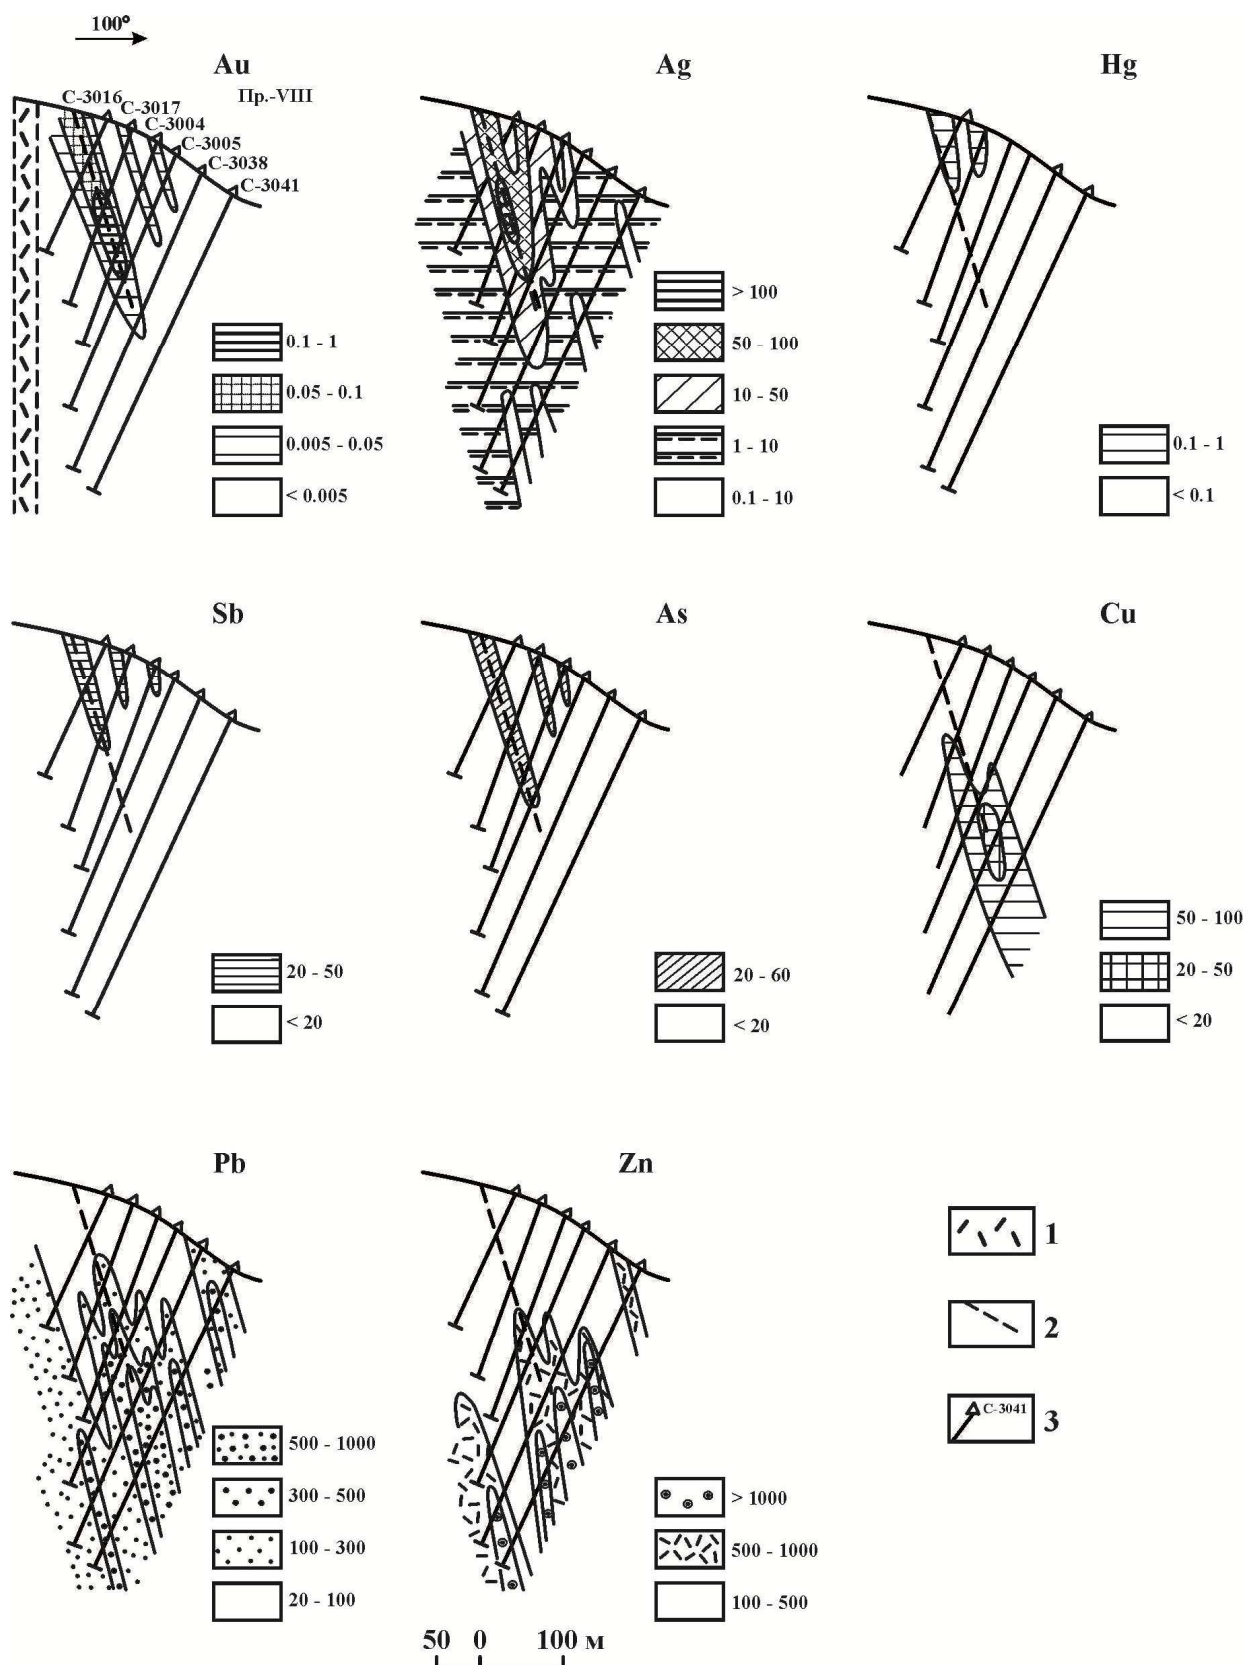 100°
Au
Ag
Hg
C-3016
C-3017
Пр.-VIII
C-3004
C-3005
C-3038
C-3041
0.1 - 1
0.05 - 0.1
0.005 - 0.05
< 0.005
> 100
50 - 100
10 - 50
1 - 10
0.1 - 10
0.1 - 1
< 0.1
Sb
As
Cu
20 - 50
< 20
20 - 60
< 20
50 - 100
20 - 50
< 20
Pb
Zn
500 - 1000
300 - 500
100 - 300
20 - 100
> 1000
500 - 1000
100 - 500
1
2
C-3041
3
50 0 100 м